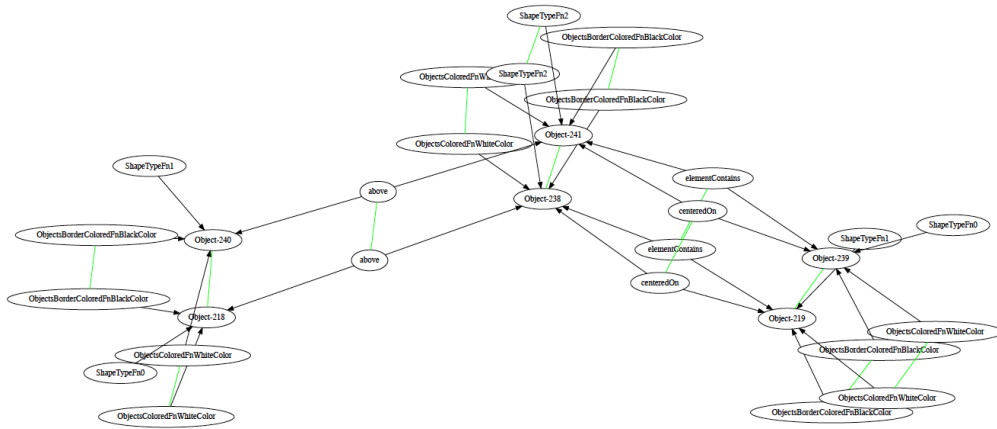 ShapeTypeFn2
ObjectsBorderColoredFnBlackColor
ObjectsColoredFnW
ShapeTypeFn2
ObjectsBorderColoredFnBlackColor
Object-241
ObjectsColoredFnWhiteColor
ShapeTypeFn1
elementContains
above
Object-238
centeredOn
ShapeTypeFn0
ObjectsBorderColoredFnBlackColor
Object-240
ShapeTypeFn1
elementContains
above
Object-239
centeredOn
ObjectsBorderColoredFnBlackColor
Object-218
Object-219
ObjectsColoredFnWhiteColor
ObjectsColoredFnWhiteColor
ObjectsBorderColoredFnBlackColor
ShapeTypeFn0
ObjectsColoredFnWhiteColor
ObjectsColoredFnWhiteColor
ObjectsBorderColoredFnBlackColor